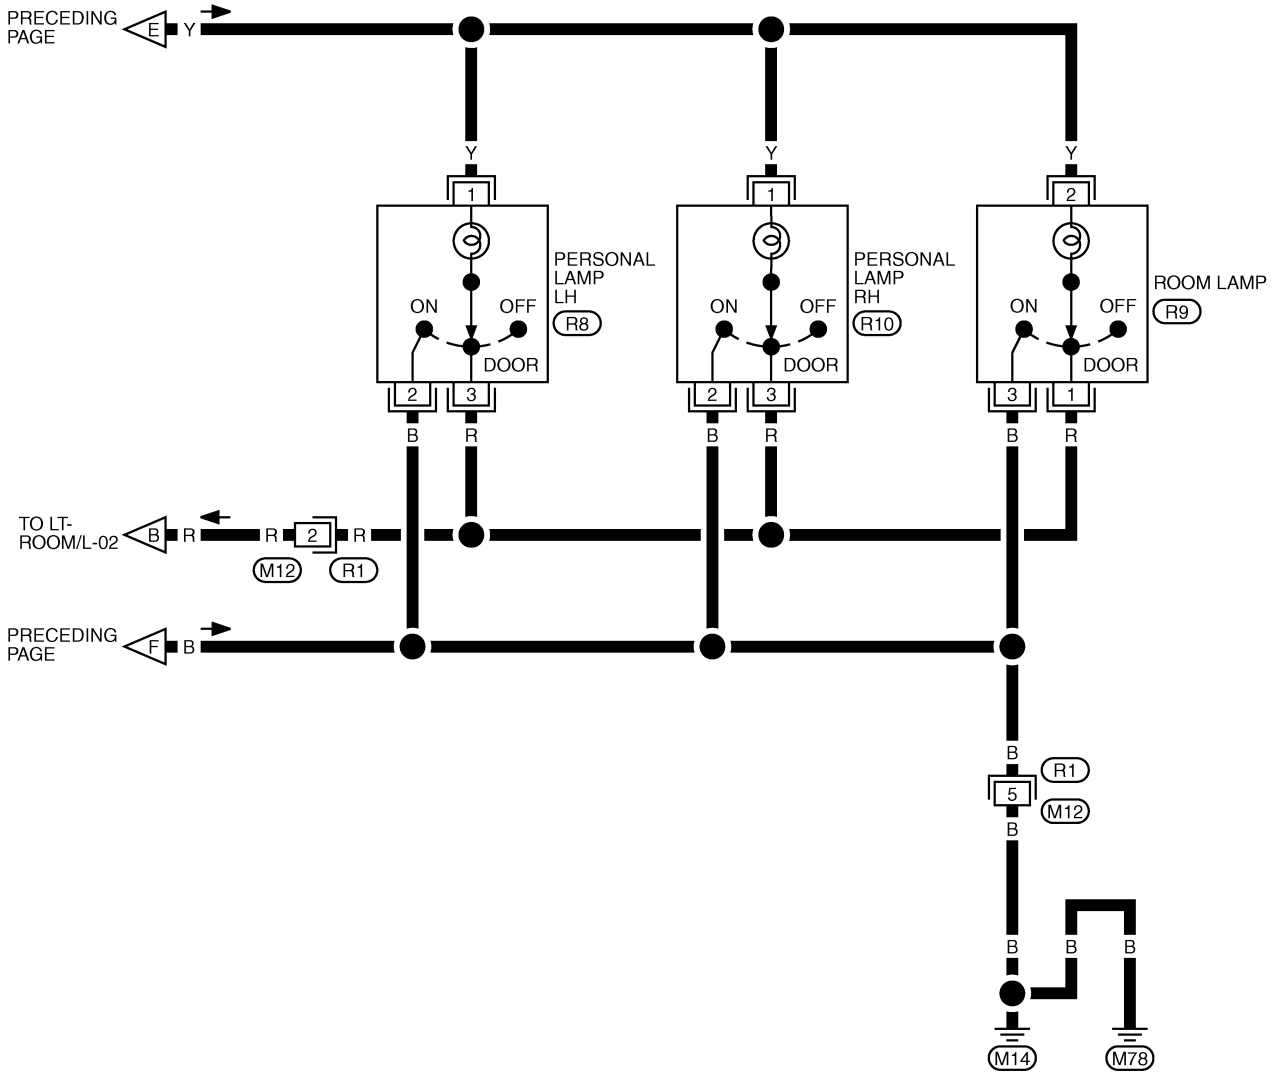 PRECEDING
PAGE
E Y
Y Y Y
1 1 2
PERSONAL
LAMP
LH
R8
PERSONAL
LAMP
RH
R10
ROOM LAMP
R9
ON OFF ON OFF ON OFF
DOOR DOOR DOOR
2 3 2 3 3 1
B R B R B R
TO LT-
ROOM/L-02
B R R 2 R
M12 R1
PRECEDING
PAGE
F B
B
R1
5
M12
B
B B B
M14 M78